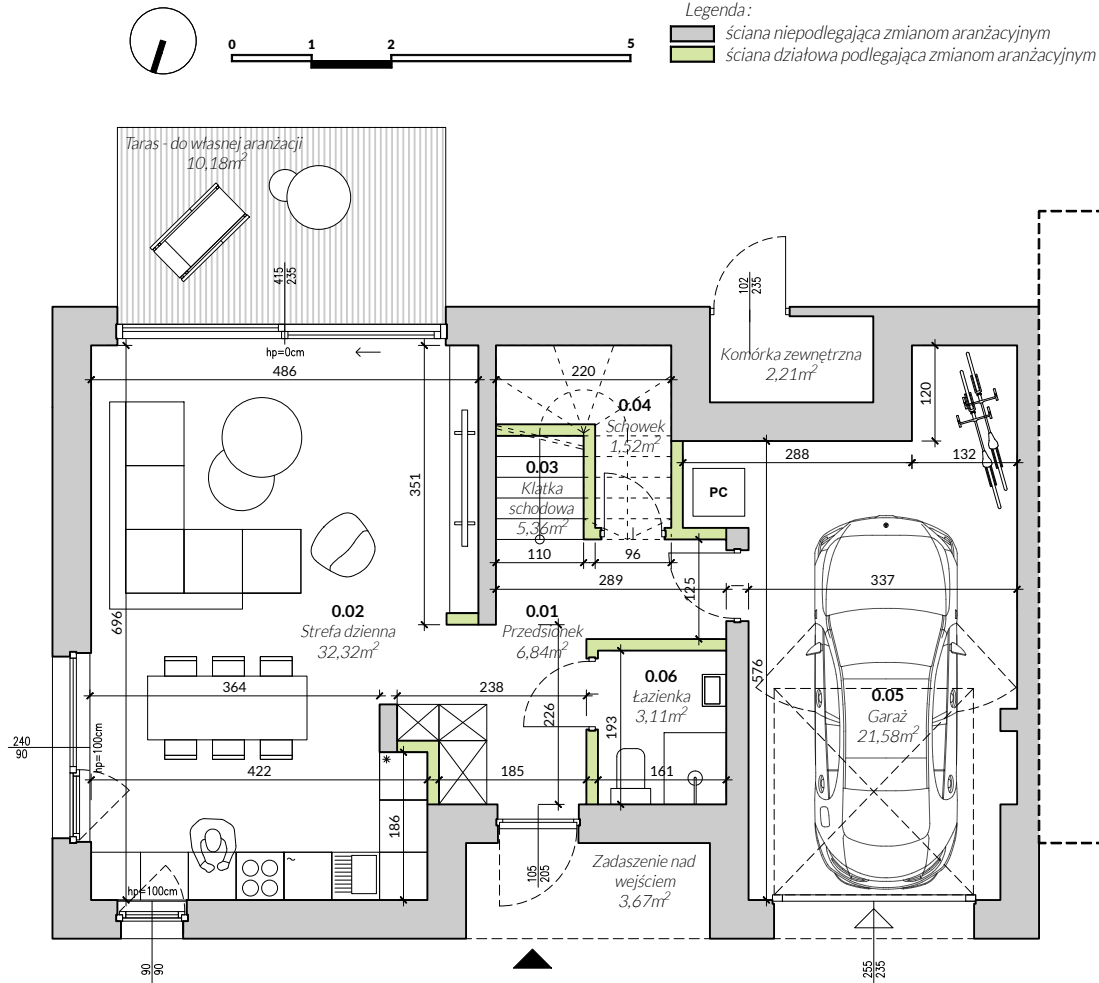 Legenda :
0 1 2 5
ściana niepodlegająca zmianom aranżacyjnym
ściana działowa podlegająca zmianom aranżacyjnym
Taras - do własnej aranżacji
10,18m²
415
235
102
235
hp=0cm
Komórka zewnętrzna
2,21m²
486
220
120
0.04
Schowek
1,52m²
288
132
351
0.03
Klatka
schodowa
5,36m²
PC
110
96
289
125
337
696
0.02
Strefa dzienna
32,32m²
0.01
Przedsionek
6,84m²
576
0.06
Łazienka
3,11m²
364
238
226
193
0.05
Garaż
21,58m²
240
90
hp=100cm
422
185
161
*
186
~
hp=100cm
105
205
Zadaszenie nad
wejściem
3,67m²
90
90
255
235